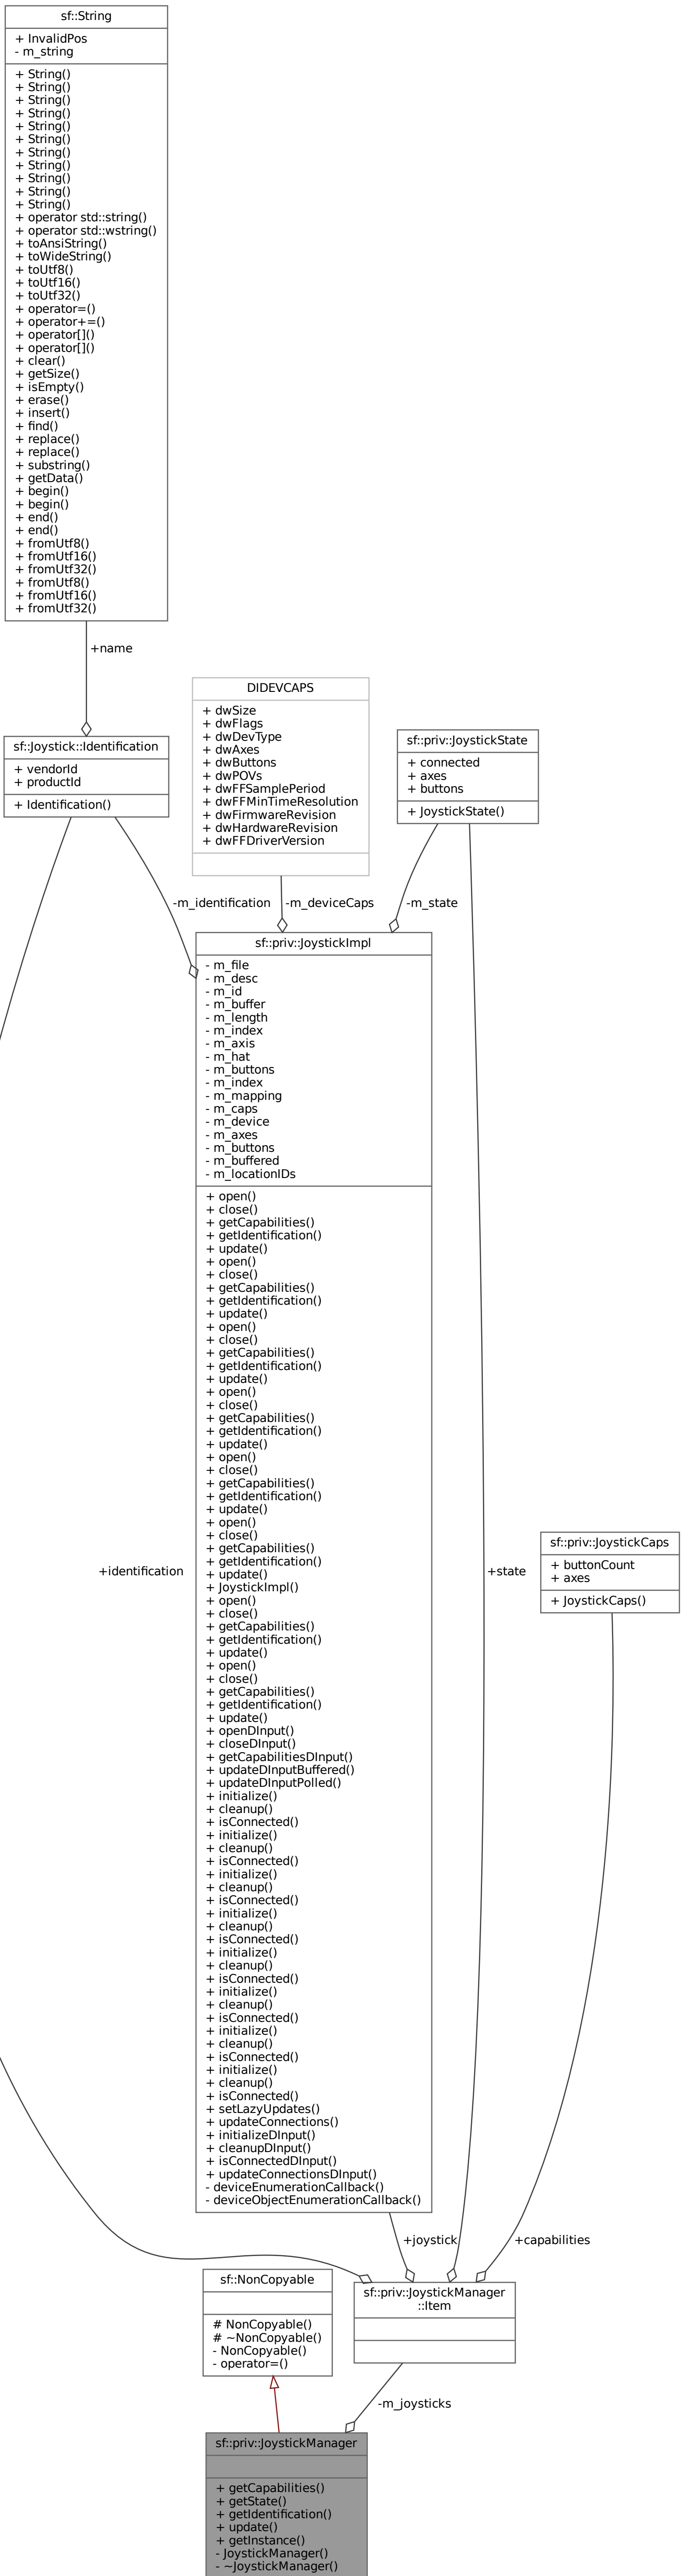 sf::String
+ InvalidPos
- m_string
+ String()
+ String()
+ String()
+ String()
+ String()
+ String()
+ String()
+ String()
+ String()
+ String()
+ String()
+ operator std::string()
+ operator std::wstring()
+ toAnsiString()
+ toWideString()
+ toUtf8()
+ toUtf16()
+ toUtf32()
+ operator=()
+ operator+=()
+ operator[]()
+ operator[]()
+ clear()
+ getSize()
+ isEmpty()
+ erase()
+ insert()
+ find()
+ replace()
+ replace()
+ substring()
+ getData()
+ begin()
+ begin()
+ end()
+ end()
+ fromUtf8()
+ fromUtf16()
+ fromUtf32()
+ fromUtf8()
+ fromUtf16()
+ fromUtf32()
+name
sf::Joystick::Identification
+ vendorId
+ productId
+ Identification()
DIDEVCAPS
+ dwSize
+ dwFlags
+ dwDevType
+ dwAxes
+ dwButtons
+ dwPOVs
+ dwFFSamplePeriod
+ dwFFMinTimeResolution
+ dwFirmwareRevision
+ dwHardwareRevision
+ dwFFDriverVersion
sf::priv::JoystickState
+ connected
+ axes
+ buttons
+ JoystickState()
-m_identification
-m_deviceCaps
-m_state
sf::priv::JoystickImpl
- m_file
- m_desc
- m_id
- m_buffer
- m_length
- m_index
- m_axis
- m_hat
- m_buttons
- m_index
- m_mapping
- m_caps
- m_device
- m_axes
- m_buttons
- m_buffered
- m_locationIDs
+ open()
+ close()
+ getCapabilities()
+ getIdentification()
+ update()
+ open()
+ close()
+ getCapabilities()
+ getIdentification()
+ update()
+ open()
+ close()
+ getCapabilities()
+ getIdentification()
+ update()
+ open()
+ close()
+ getCapabilities()
+ getIdentification()
+ update()
+ open()
+ close()
+ getCapabilities()
+ getIdentification()
+ update()
+ open()
+ close()
+ getCapabilities()
+ getIdentification()
+ update()
+ JoystickImpl()
+ open()
+ close()
+ getCapabilities()
+ getIdentification()
+ update()
+ open()
+ close()
+ getCapabilities()
+ getIdentification()
+ update()
+ openDInput()
+ closeDInput()
+ getCapabilitiesDInput()
+ updateDInputBuffered()
+ updateDInputPolled()
+ initialize()
+ cleanup()
+ isConnected()
+ initialize()
+ cleanup()
+ isConnected()
+ initialize()
+ cleanup()
+ isConnected()
+ initialize()
+ cleanup()
+ isConnected()
+ initialize()
+ cleanup()
+ isConnected()
+ initialize()
+ cleanup()
+ isConnected()
+ initialize()
+ cleanup()
+ isConnected()
+ initialize()
+ cleanup()
+ isConnected()
+ setLazyUpdates()
+ updateConnections()
+ initializeDInput()
+ cleanupDInput()
+ isConnectedDInput()
+ updateConnectionsDInput()
- deviceEnumerationCallback()
- deviceObjectEnumerationCallback()
+identification
+state
sf::priv::JoystickCaps
+ buttonCount
+ axes
+ JoystickCaps()
+joystick
+capabilities
sf::NonCopyable
# NonCopyable()
# ~NonCopyable()
- NonCopyable()
- operator=()
sf::priv::JoystickManager
::Item
-m_joysticks
sf::priv::JoystickManager
+ getCapabilities()
+ getState()
+ getIdentification()
+ update()
+ getInstance()
- JoystickManager()
- ~JoystickManager()